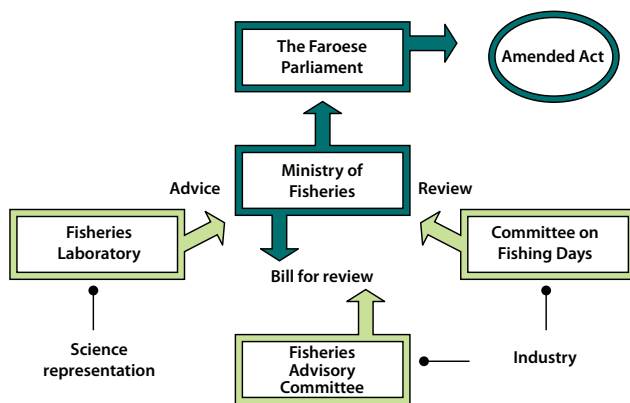 The Faroese
Parliament
Amended Act
Ministry of
Fisheries
Advice
Review
Fisheries
Laboratory
Committee on
Fishing Days
Bill for review
Science
representation
Fisheries
Advisory
Committee
Industry